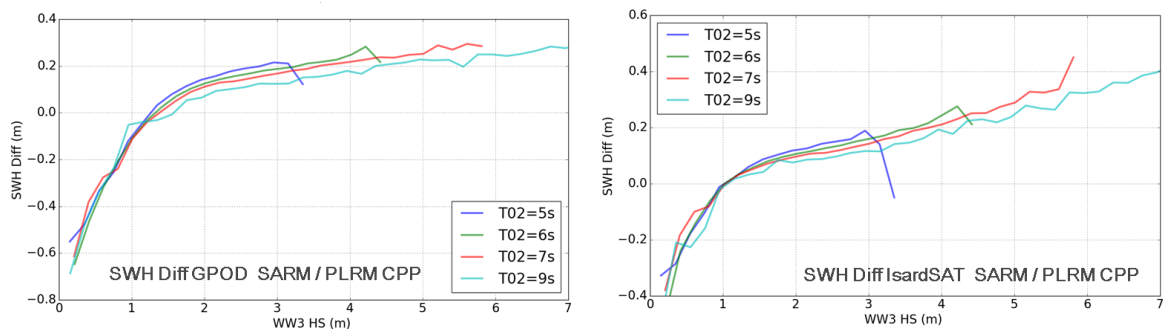 0.4
0.2
0.0
−0.2
−0.4
−0.6
−0.8
SWH Diff (m)
T02=5s
T02=6s
T02=7s
T02=9s
SWH Diff GPOD SARM / PLRM CPP
0 1 2 3 4 5 6 7
WW3 HS (m)
0.6
0.4
0.2
0.0
−0.2
−0.4
SWH Diff (m)
T02=5s
T02=6s
T02=7s
T02=9s
SWH Diff IsardSAT SARM / PLRM CPP
0 1 2 3 4 5 6 7
WW3 HS (m)